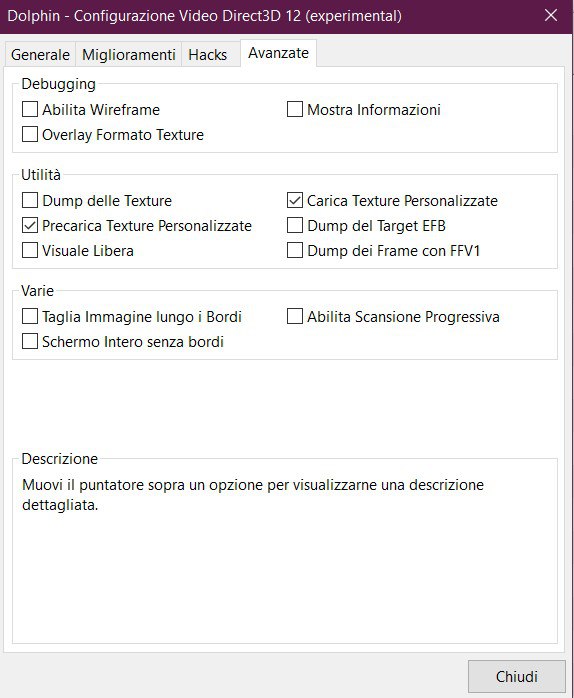 Dolphin - Configurazione Video Direct3D 12 (experimental)
Generale Miglioramenti Hacks Avanzate
Debugging
Abilita Wireframe Mostra Informazioni
Overlay Formato Texture
Utilità
Dump delle Texture Carica Texture Personalizzate
Precarica Texture Personalizzate Dump del Target EFB
Visuale Libera Dump dei Frame con FFV1
Varie
Taglia Immagine lungo i Bordi Abilita Scansione Progressiva
Schermo Intero senza bordi
Descrizione
Muovi il puntatore sopra un opzione per visualizzarne una descrizione
dettagliata.
Chiudi